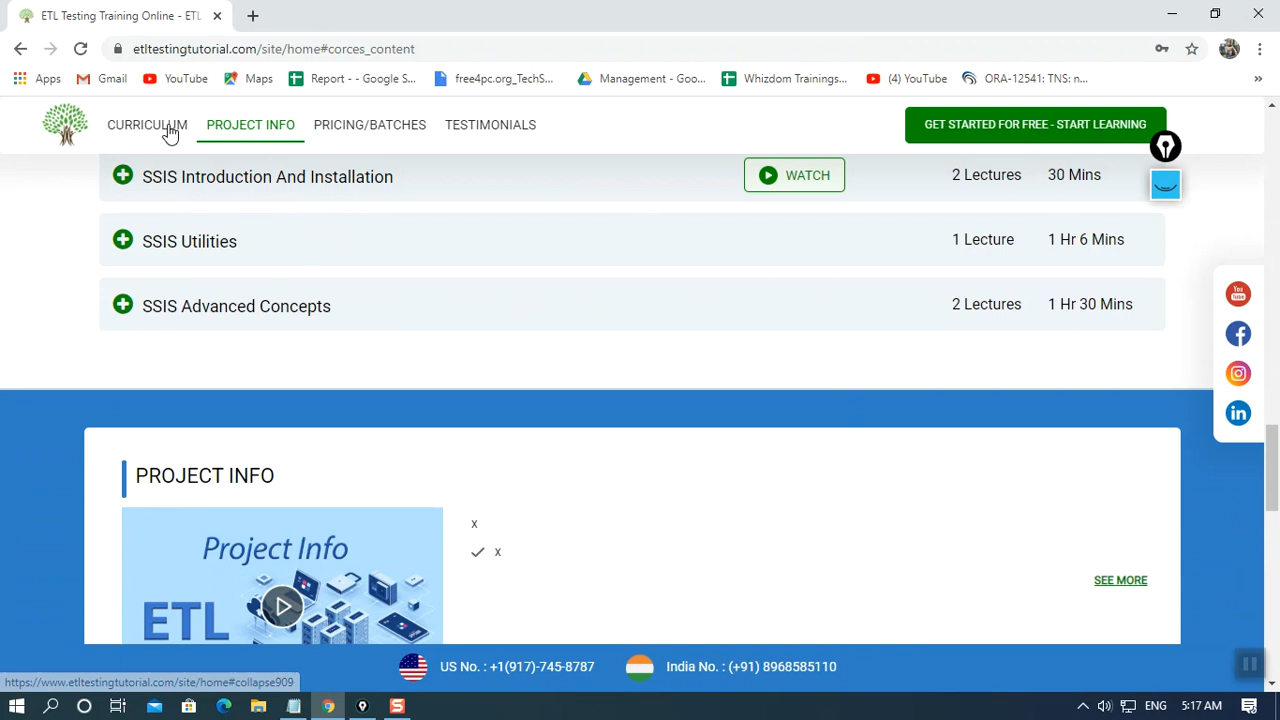 ETL Testing Training Online - ETL
etltestingtutorial.com/site/home#corces_content
Apps Gmail YouTube Maps Report - - Google S... free4pc.org_TechS... Management - Goo... Whizdom Trainings... (4) YouTube ORA-12541: TNS: n... »
CURRICULUM PROJECT INFO PRICING/BATCHES TESTIMONIALS GET STARTED FOR FREE - START LEARNING
SSIS Introduction And Installation WATCH 2 Lectures 30 Mins
SSIS Utilities 1 Lecture 1 Hr 6 Mins
SSIS Advanced Concepts 2 Lectures 1 Hr 30 Mins
You Tube
in
PROJECT INFO
x
x
SEE MORE
Project Info
ETL
US No. : +1(917)-745-8787 India No. : (+91) 8968585110
https://www.etltestingtutorial.com/site/home#collapse909
ENG 5:17 AM